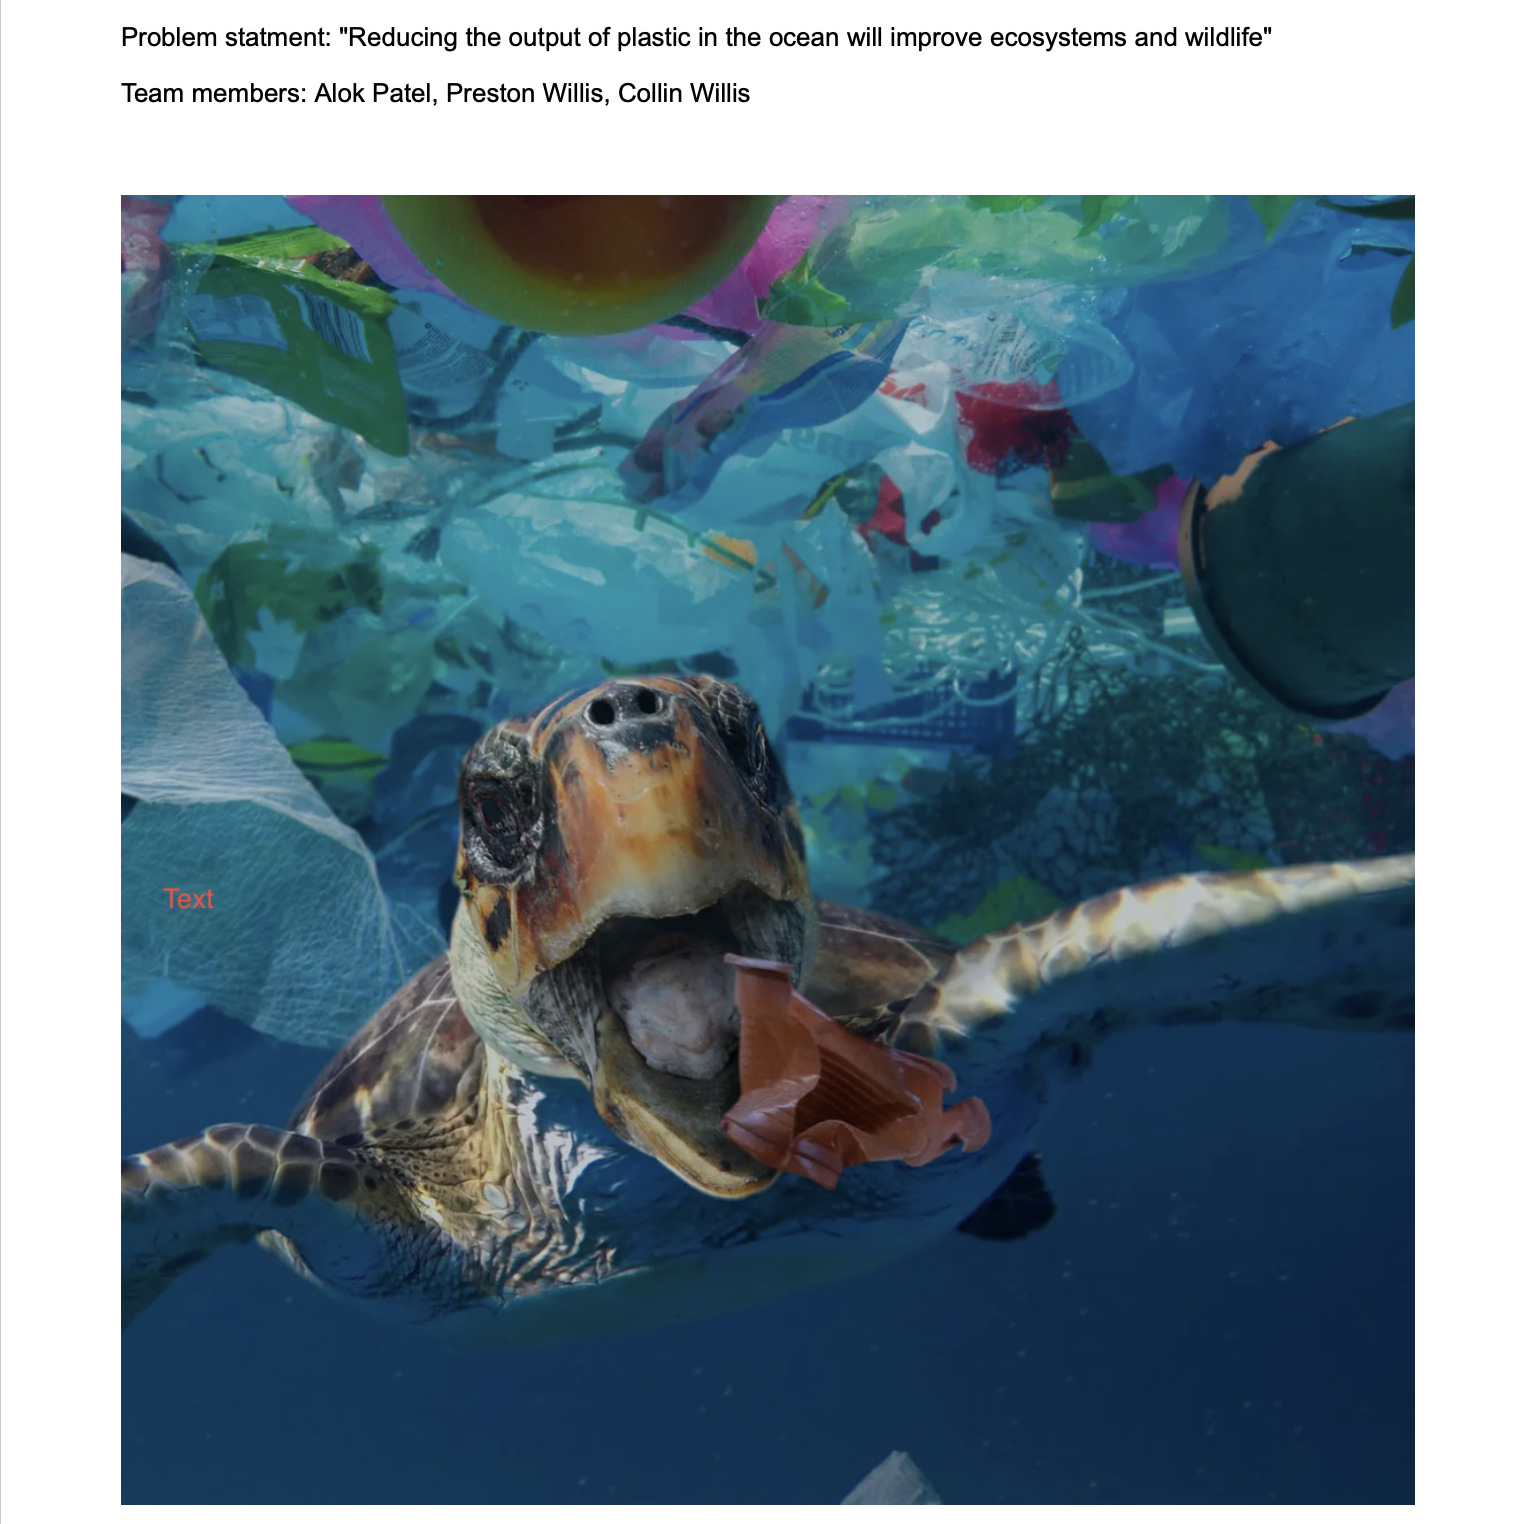 Problem statment: "Reducing the output of plastic in the ocean will improve ecosystems and wildlife"
Team members: Alok Patel, Preston Willis, Collin Willis
Text